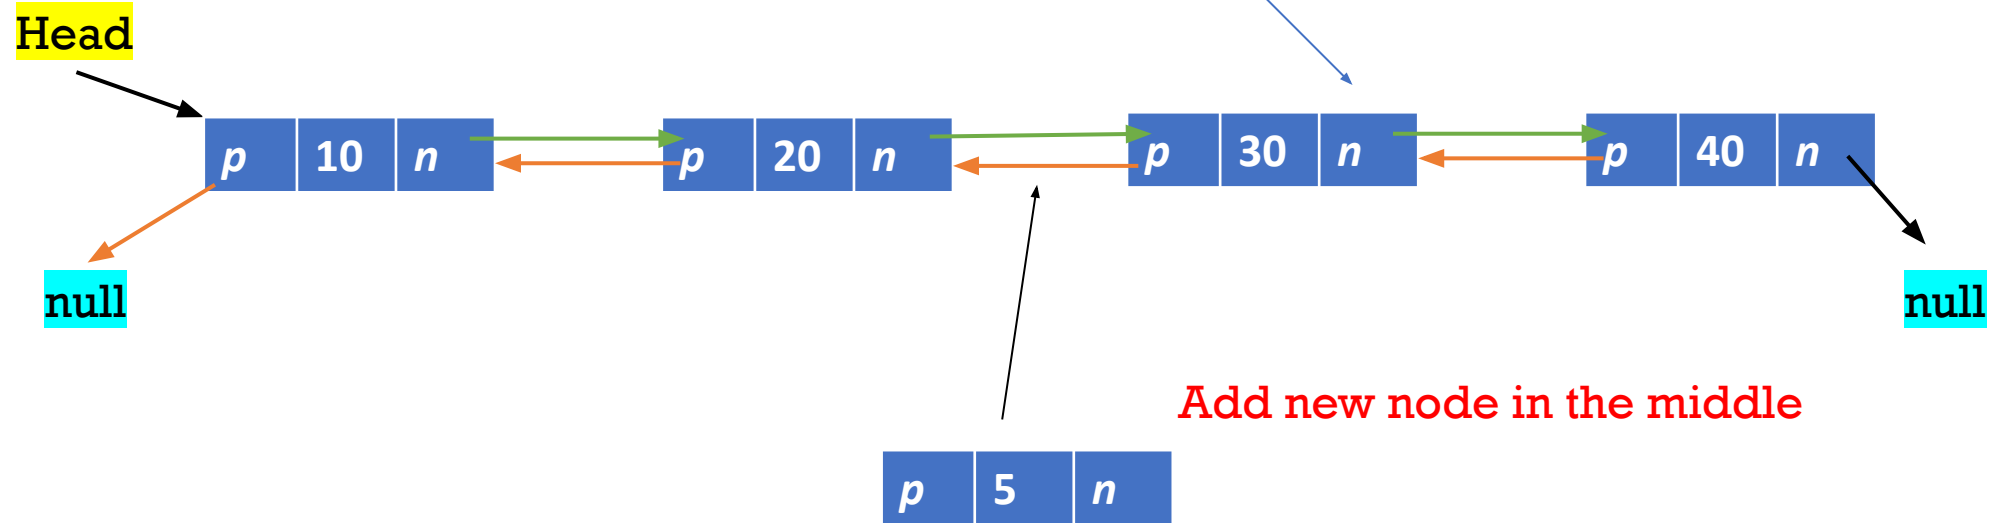 Head
p 10 n p 20 n p 30 n p 40 n
null null
Add new node in the middle
p 5 n